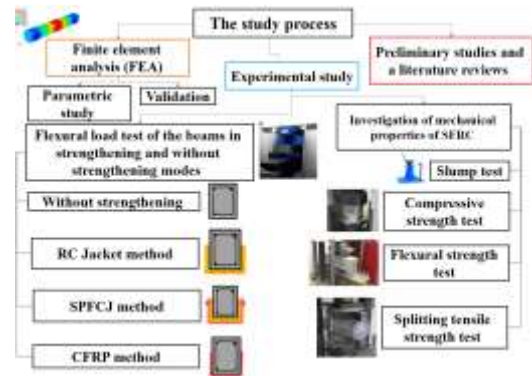 The study process
Finite element
analysis (FEA)
Preliminary studies and
a literature reviews
Experimental study
Parametric
study
Validation
Flexural load test of the beams in
strengthening and without
strengthening modes
Without strengthening
RC Jacket method
SPFCJ method
CFRP method
Investigation of mechanical
properties of SFRC
Slump test
Compressive
strength test
Flexural strength
test
Splitting tensile
strength test